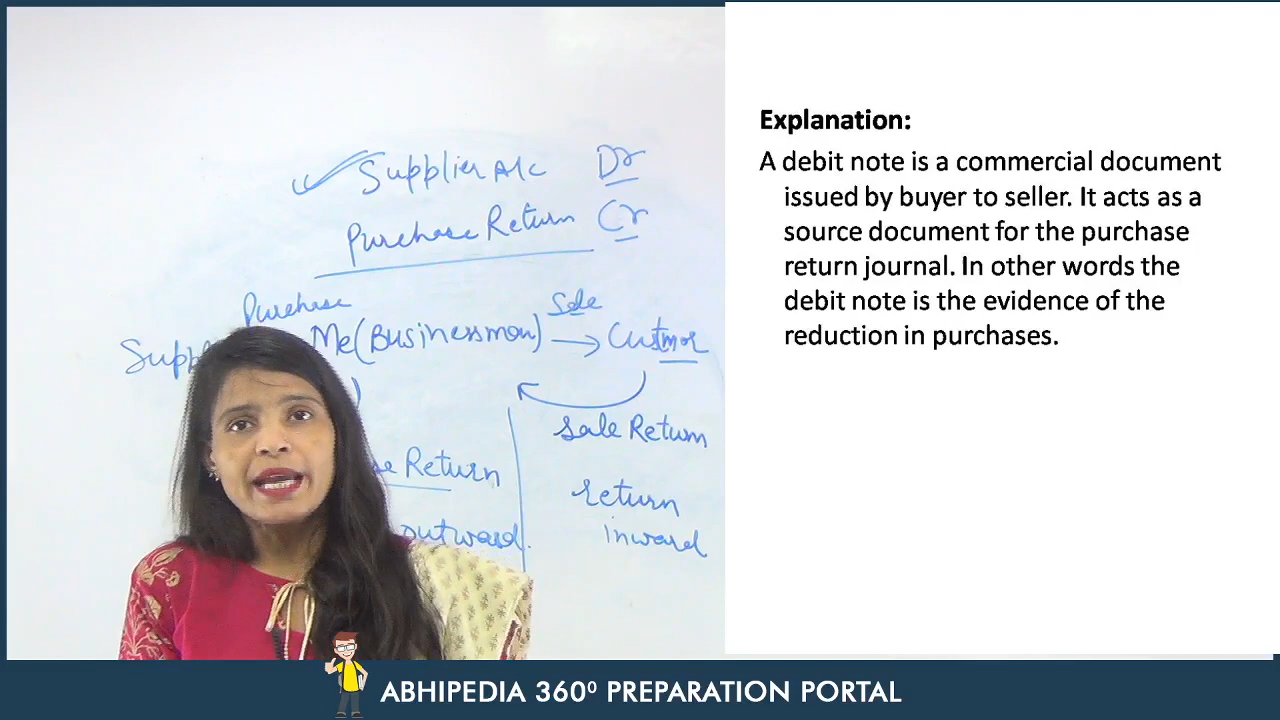 Supplier A/c Dr
Purchase Return Cr
Purchase
Sale
Me (Businessman) → Custmor
Sale Return
Return
return
outward.
inward
Explanation:
A debit note is a commercial document
issued by buyer to seller. It acts as a
source document for the purchase
return journal. In other words the
debit note is the evidence of the
reduction in purchases.
ABHIPEDIA 360⁰ PREPARATION PORTAL